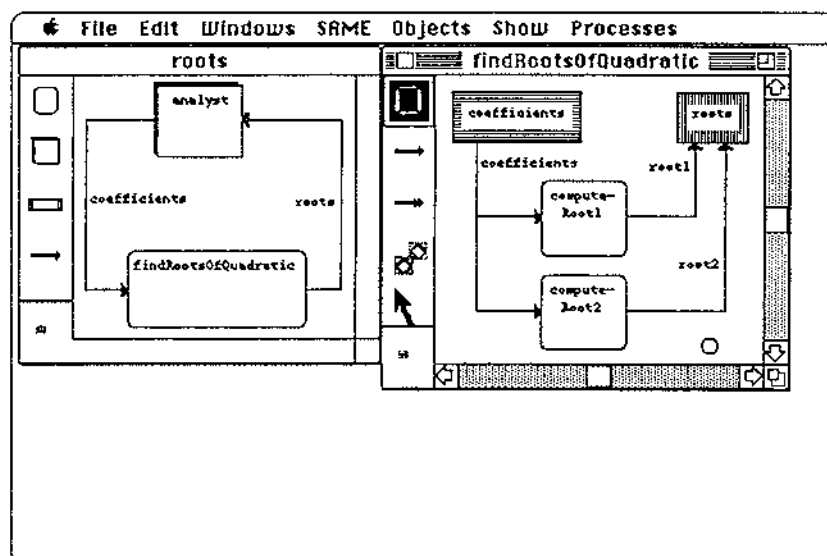 File Edit Windows SAME Objects Show Processes
roots
analyst
coefficients
roots
findRootsOfQuadratic
findRootsOfQuadratic
coefficients
roots
coefficients
root1
compute-
Root1
root2
compute-
Root2